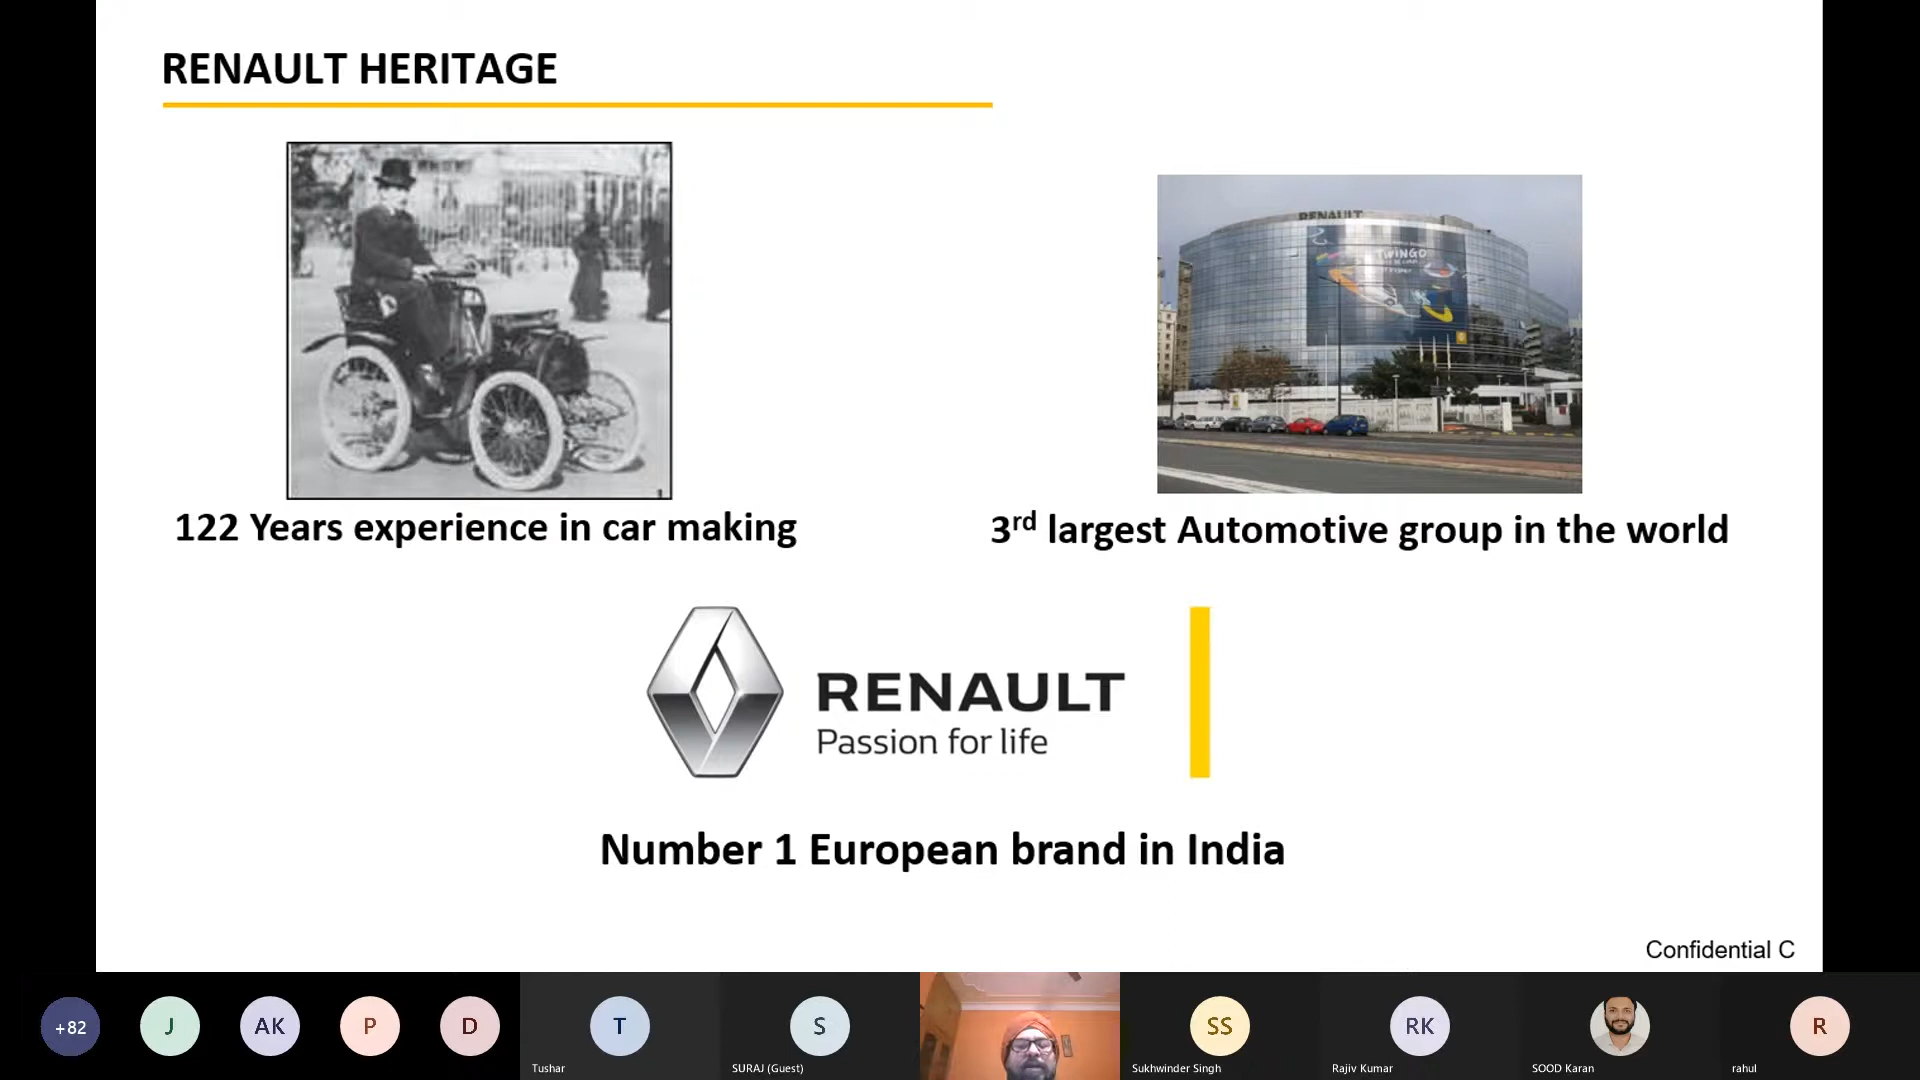 RENAULT HERITAGE
RENAULT
TWINGO
122 Years experience in car making
3rd largest Automotive group in the world
RENAULT
Passion for life
Number 1 European brand in India
Confidential C
+82
J
AK
P
D
T
S
SS
RK
R
Tushar
SURAJ (Guest)
Sukhwinder Singh
Rajiv Kumar
SOOD Karan
rahul